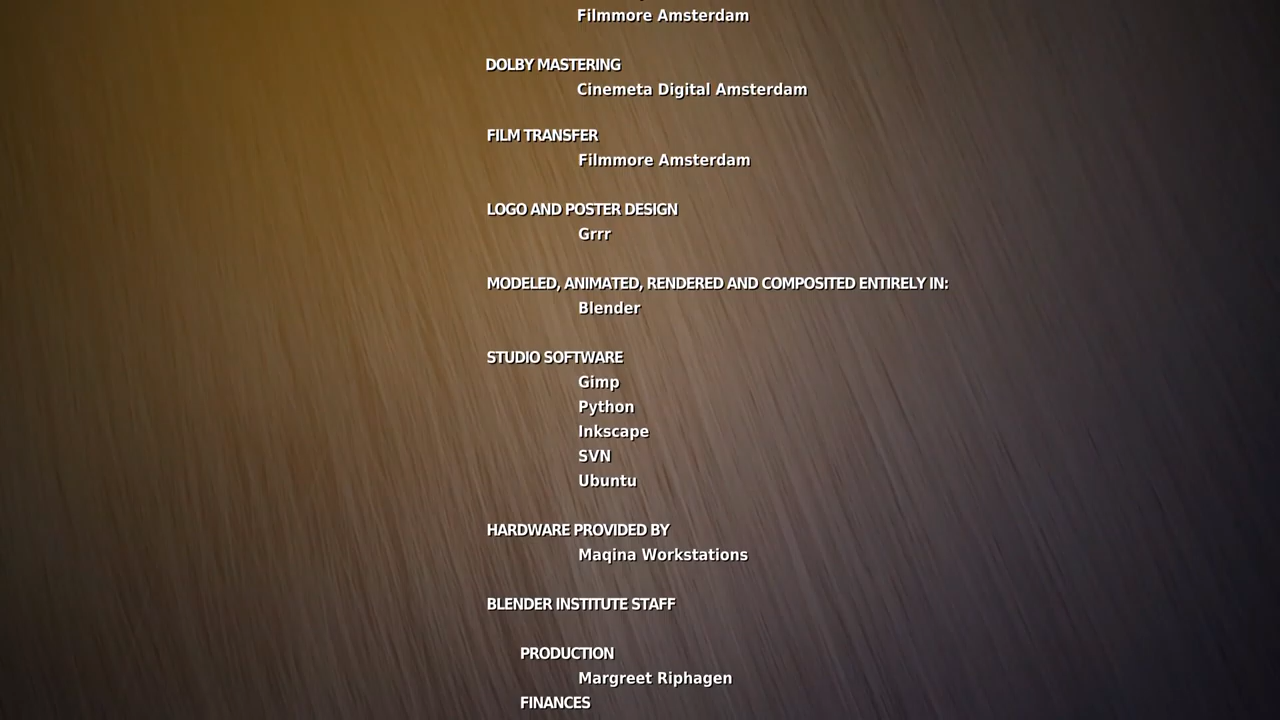 Filmmore Amsterdam
DOLBY MASTERING
Cinemeta Digital Amsterdam
FILM TRANSFER
Filmmore Amsterdam
LOGO AND POSTER DESIGN
Grrr
MODELED, ANIMATED, RENDERED AND COMPOSITED ENTIRELY IN:
Blender
STUDIO SOFTWARE
Gimp
Python
Inkscape
SVN
Ubuntu
HARDWARE PROVIDED BY
Maqina Workstations
BLENDER INSTITUTE STAFF
PRODUCTION
Margreet Riphagen
FINANCES